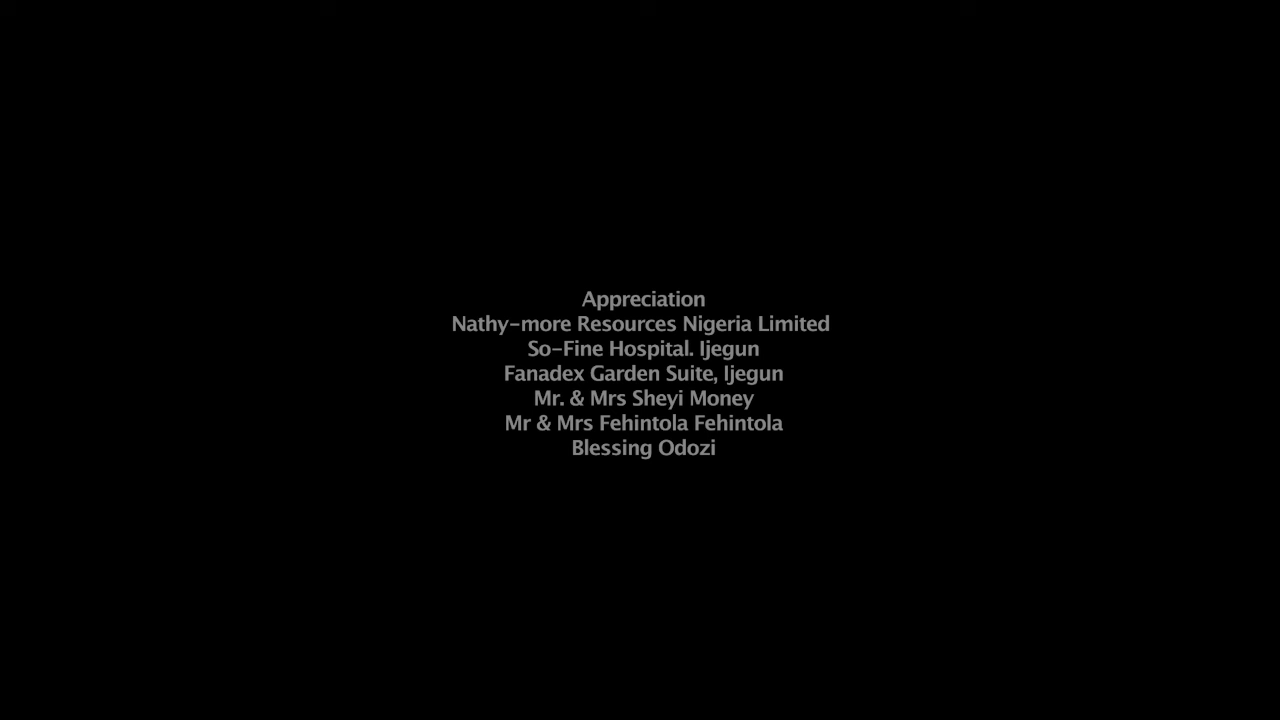 Appreciation
Nathy-more Resources Nigeria Limited
So-Fine Hospital. Ijegun
Fanadex Garden Suite, Ijegun
Mr. & Mrs Sheyi Money
Mr & Mrs Fehintola Fehintola
Blessing Odozi